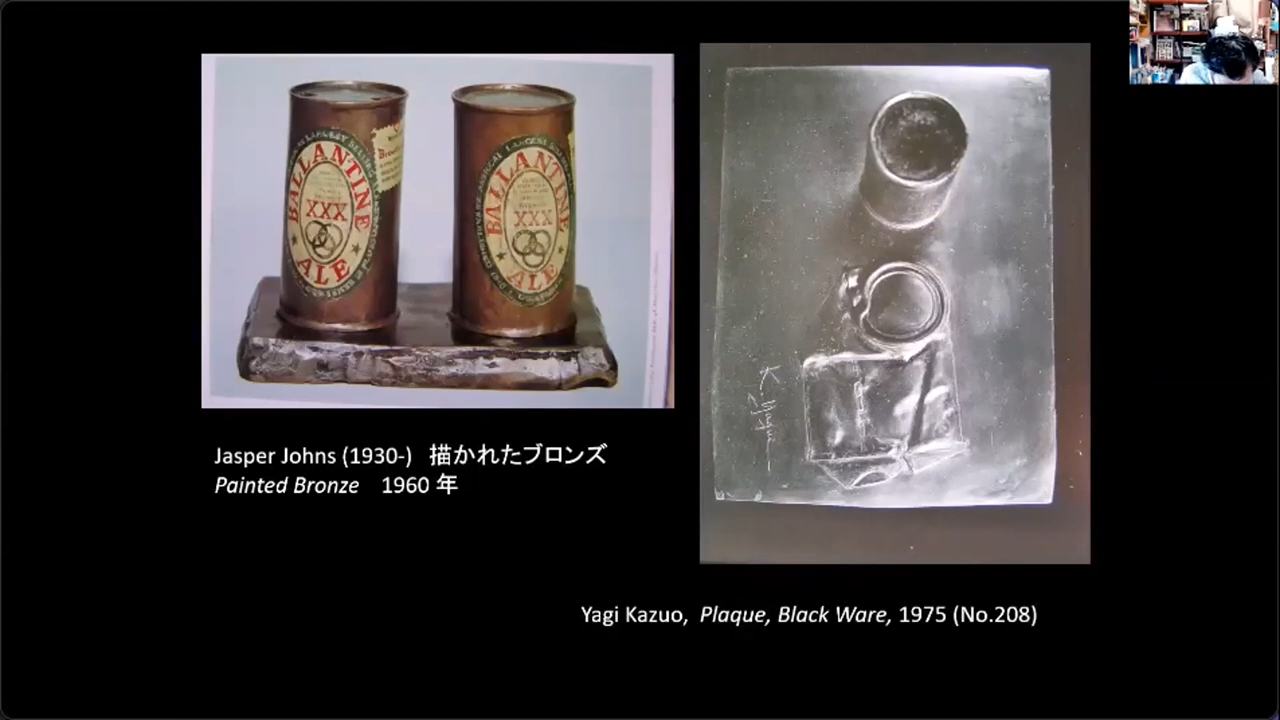 BALLANTINE
XXX
ALE
BALLANTINE
XXX
ALE
Jasper Johns (1930-) 描かれたブロンズ
Painted Bronze 1960 年
Yagi Kazuo, Plaque, Black Ware, 1975 (No.208)